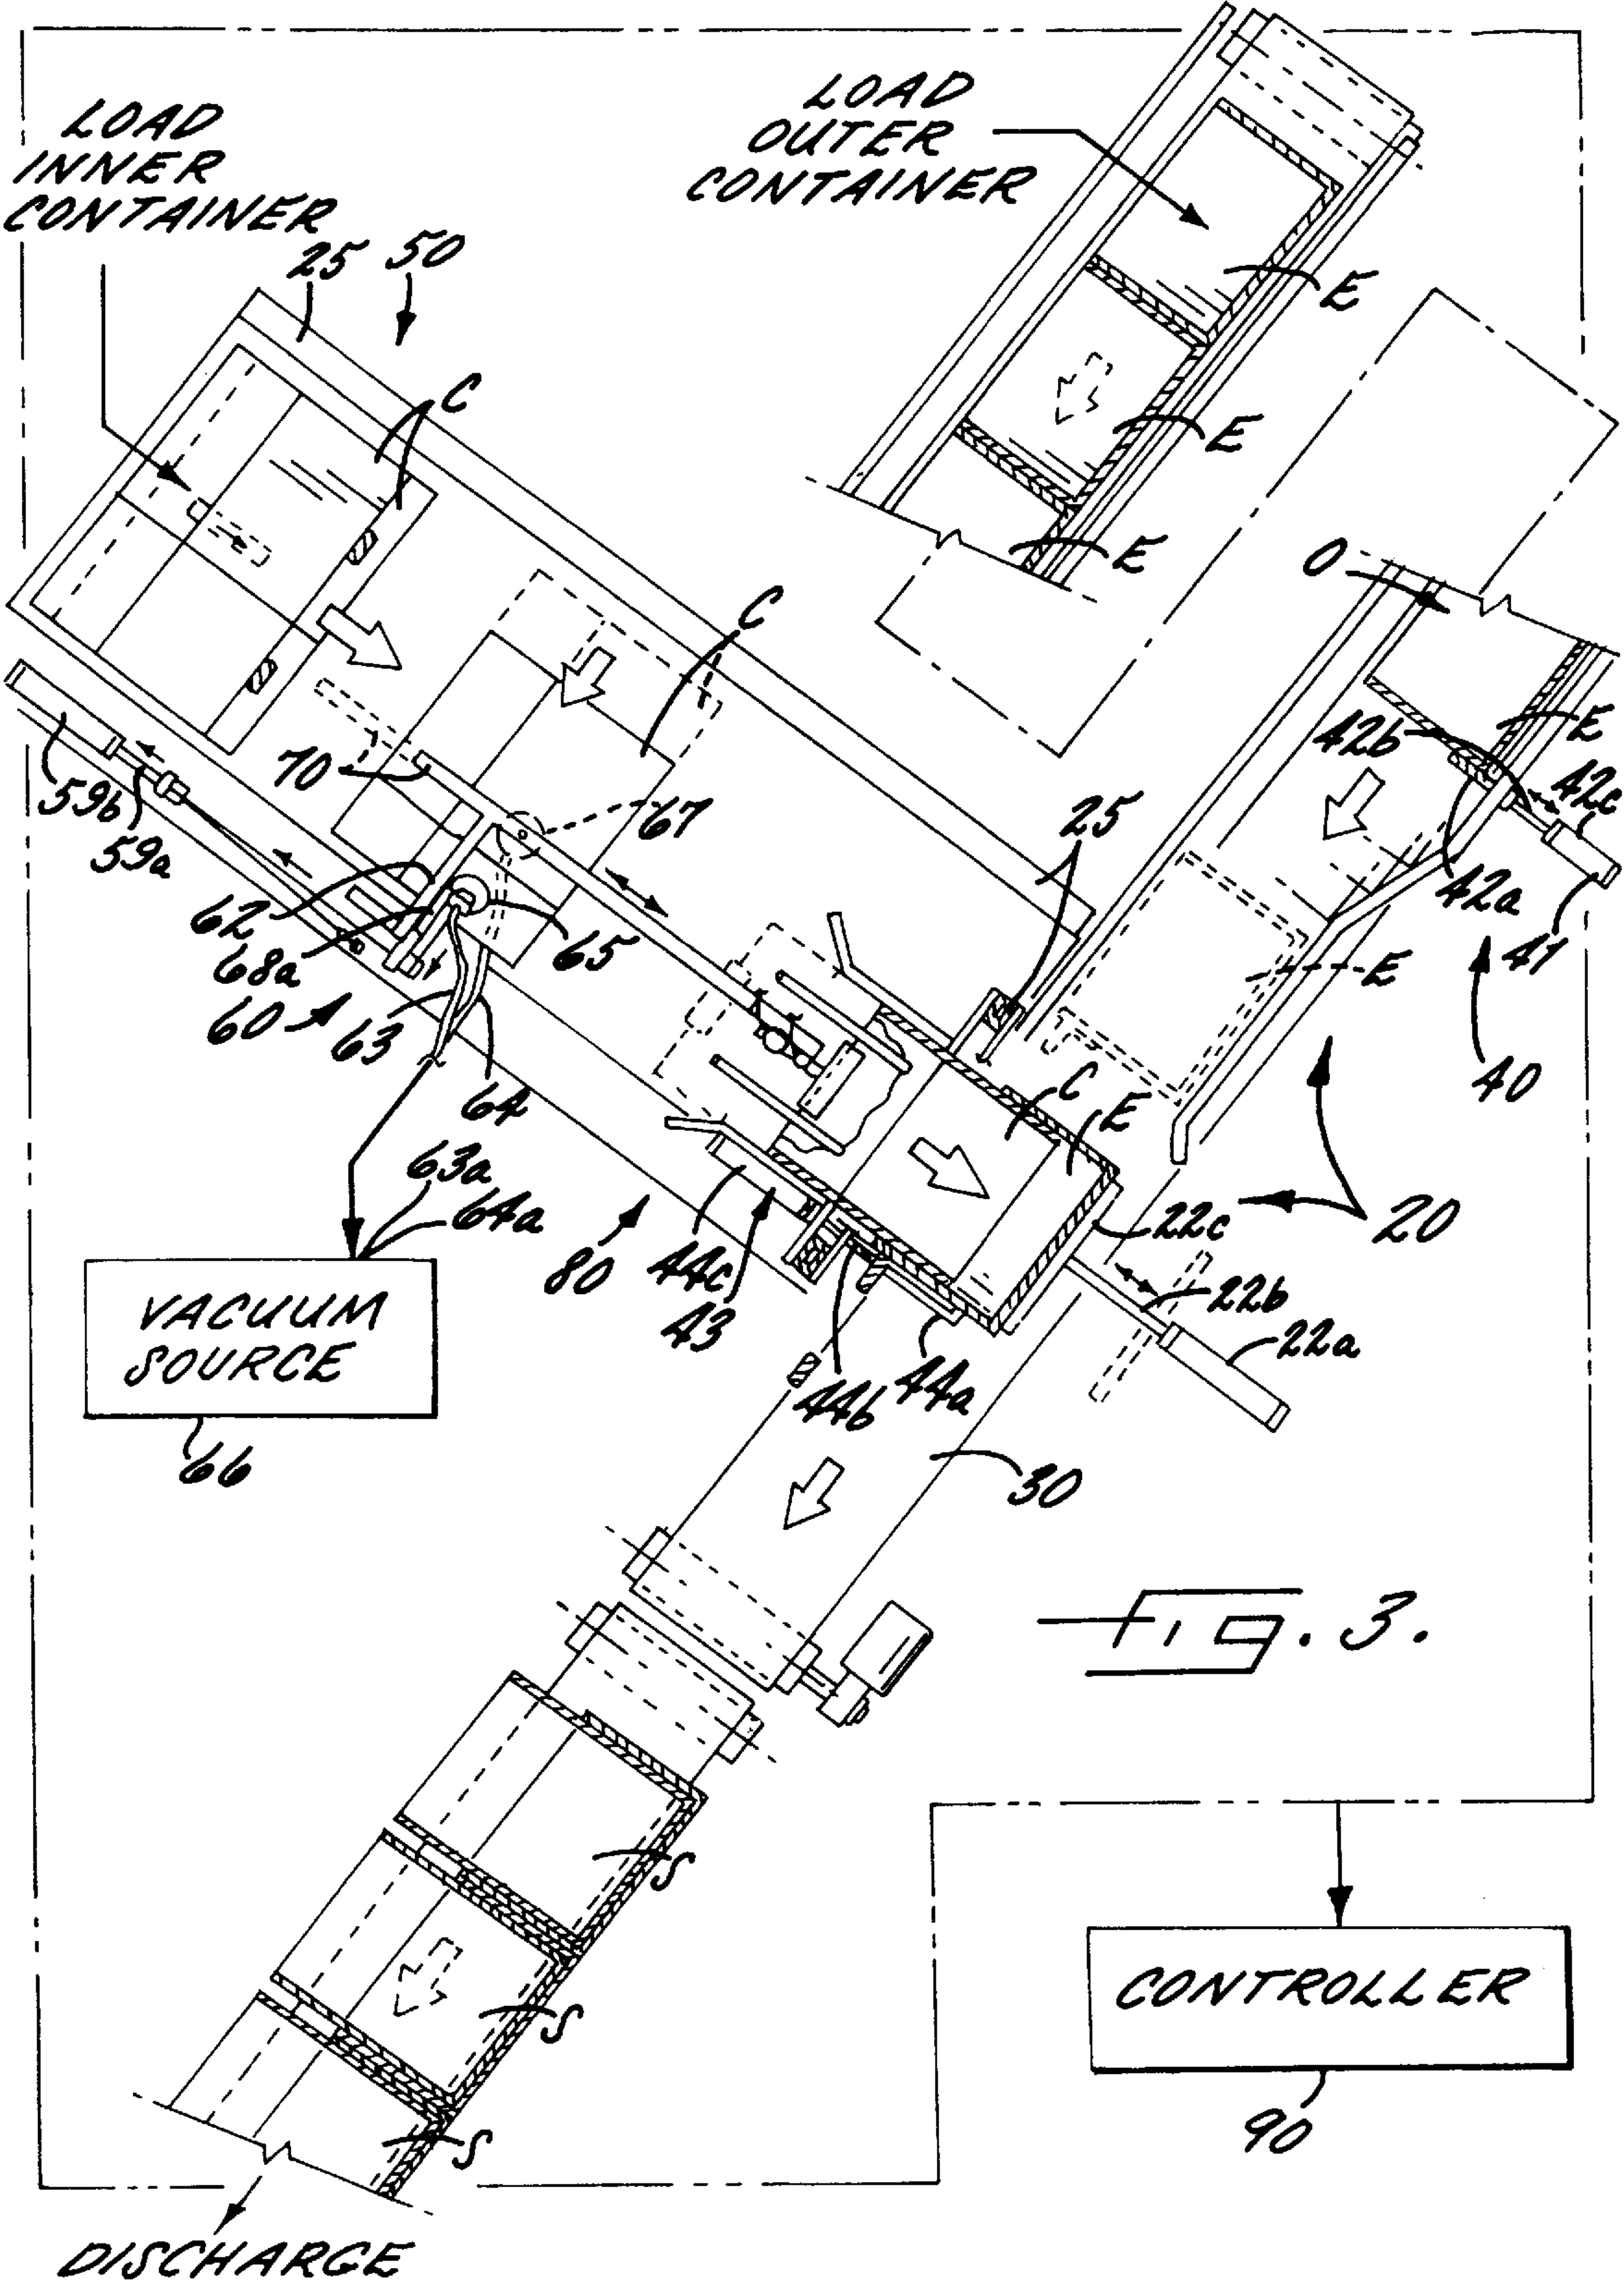 LOAD
INNER
CONTAINER
LOAD
OUTER
CONTAINER
25
50
C
E
E
E
C
O
E
42b
42c
42a
41
40
E
70
67
59b
59a
62
68a
65
60
63
64
25
C
E
63a
64a
80
44c
43
44b
44a
22c
20
22b
22a
VACUUM
SOURCE
66
30
Fig. 3.
S
S
S
CONTROLLER
90
DISCHARGE